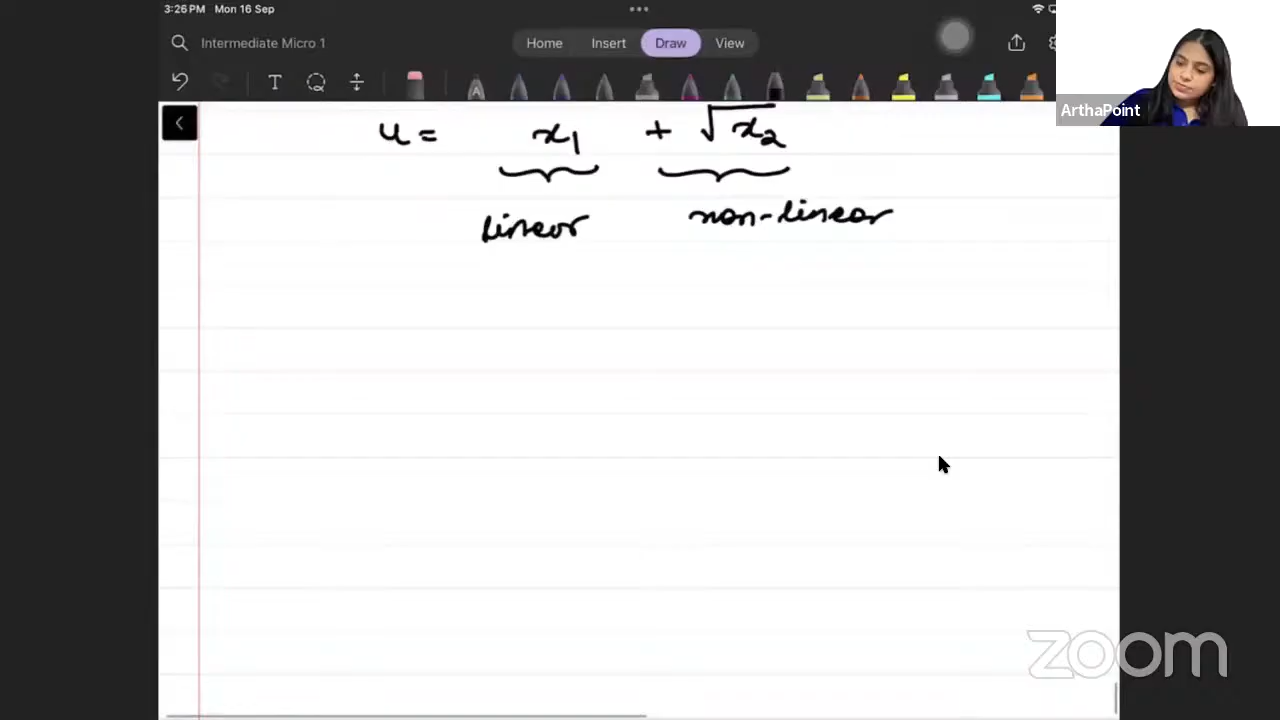 3:26 PM Mon 16 Sep
Intermediate Micro 1
Home Insert Draw View
T
A
ArthaPoint
u = x₁ + √x₂
linear non-linear
zoom